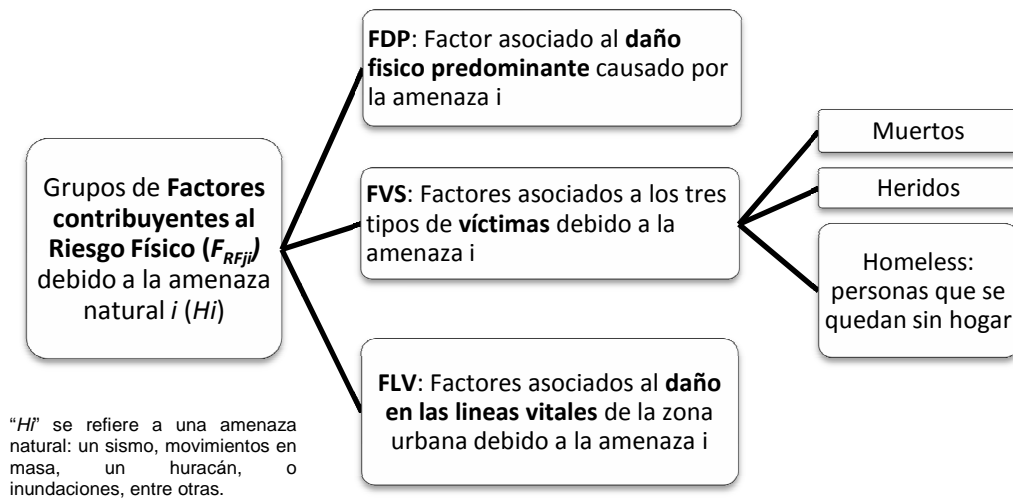 Grupos de Factores
contribuyentes al
Riesgo Físico (F_RFji)
debido a la amenaza
natural i (Hi)
FDP: Factor asociado al daño
fisico predominante causado por
la amenaza i
FVS: Factores asociados a los tres
tipos de víctimas debido a la
amenaza i
Muertos
Heridos
Homeless:
personas que se
quedan sin hogar
FLV: Factores asociados al daño
en las lineas vitales de la zona
urbana debido a la amenaza i
“Hi” se refiere a una amenaza
natural: un sismo, movimientos en
masa, un huracán, o
inundaciones, entre otras.